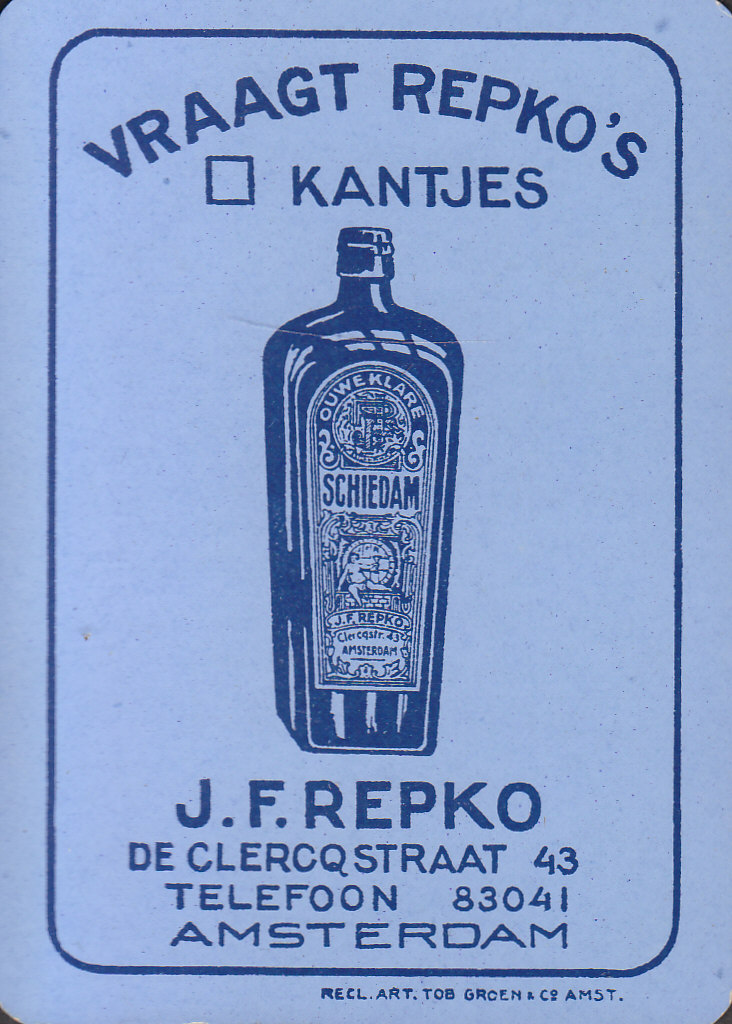 VRAAGT REPKO'S
□ KANTJES
OUWE KLARE
SCHIEDAM
J.F. REPKO
Clercqstr. 43
AMSTERDAM
J.F. REPKO
DE CLERCQSTRAAT 43
TELEFOON 83041
AMSTERDAM
RECL. ART. TOB GROEN & Co AMST.